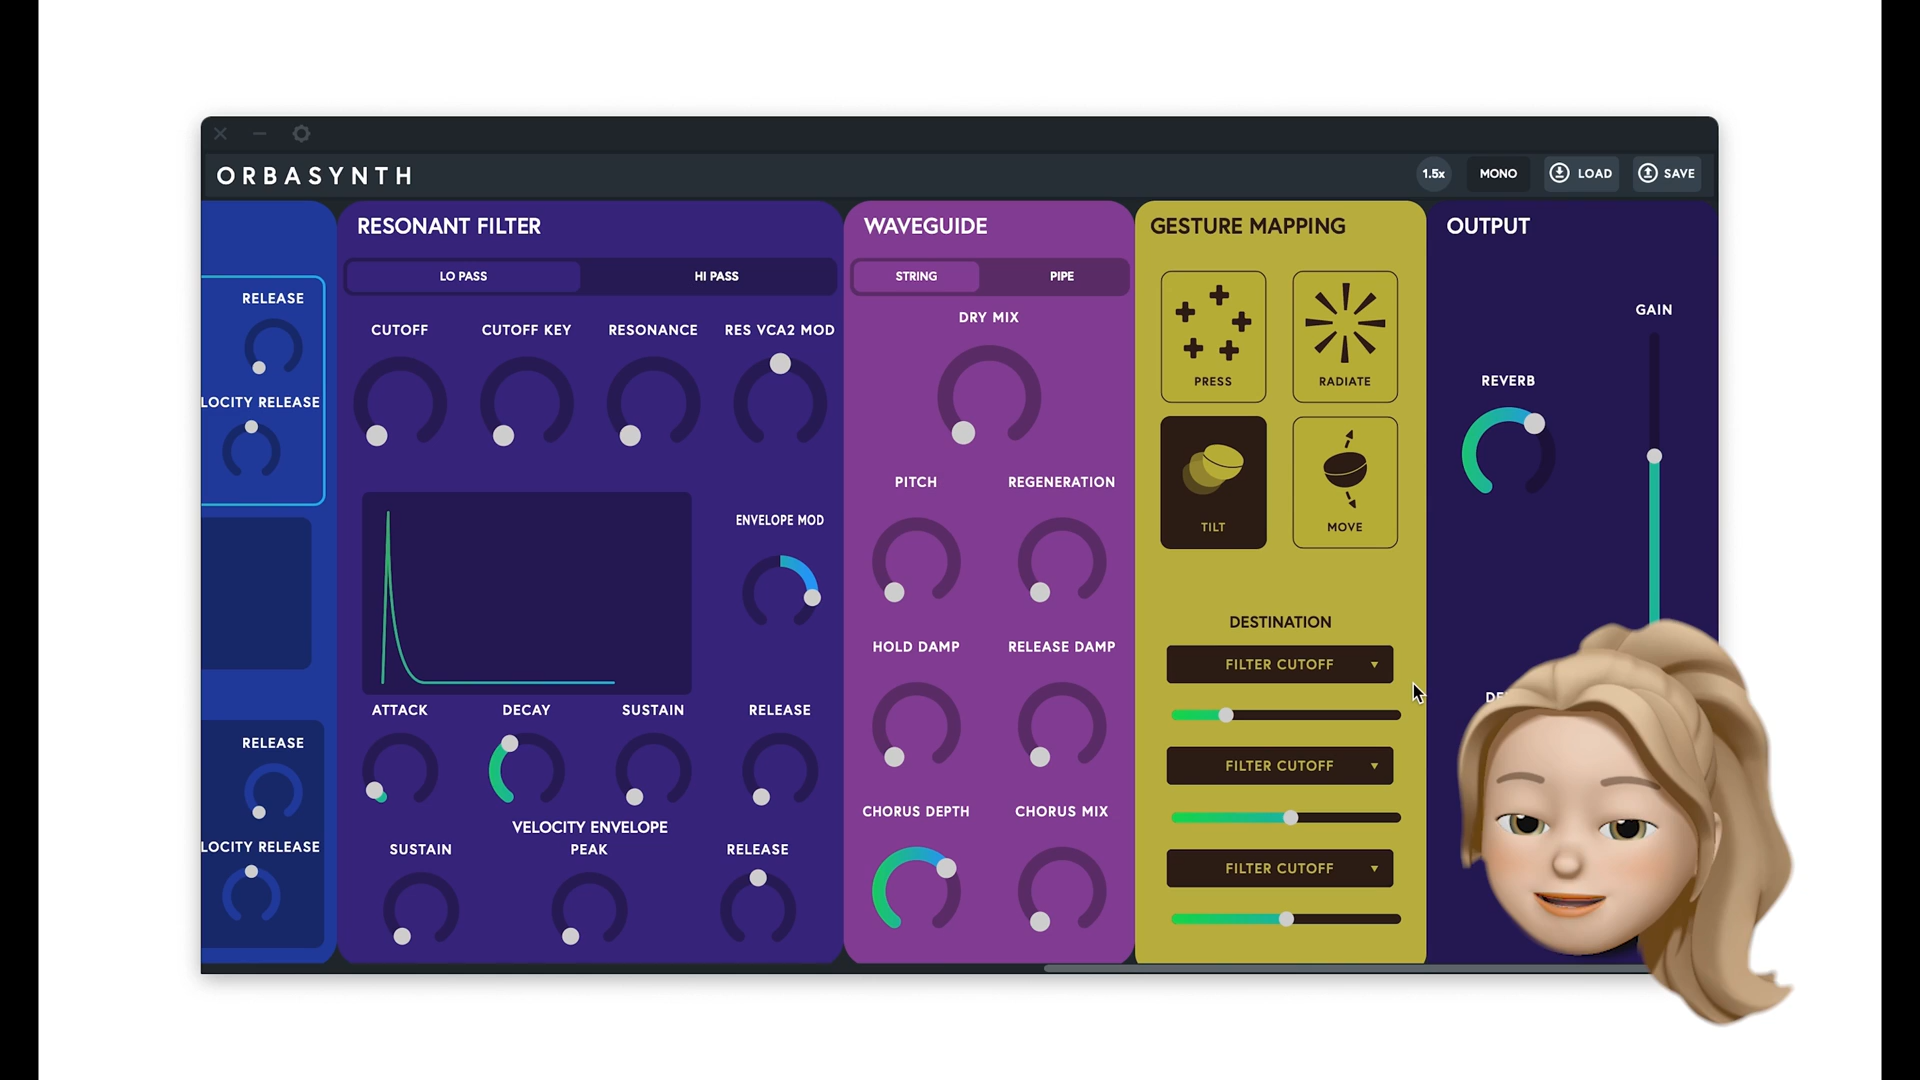 ORBASYNTH
1.5x
MONO
LOAD
SAVE
RELEASE
LOCITY RELEASE
RELEASE
LOCITY RELEASE
RESONANT FILTER
LO PASS
HI PASS
CUTOFF
CUTOFF KEY
RESONANCE
RES VCA2 MOD
ENVELOPE MOD
ATTACK
DECAY
SUSTAIN
RELEASE
VELOCITY ENVELOPE
SUSTAIN
PEAK
RELEASE
WAVEGUIDE
STRING
PIPE
DRY MIX
PITCH
REGENERATION
HOLD DAMP
RELEASE DAMP
CHORUS DEPTH
CHORUS MIX
GESTURE MAPPING
PRESS
RADIATE
TILT
MOVE
DESTINATION
FILTER CUTOFF
FILTER CUTOFF
FILTER CUTOFF
OUTPUT
GAIN
REVERB